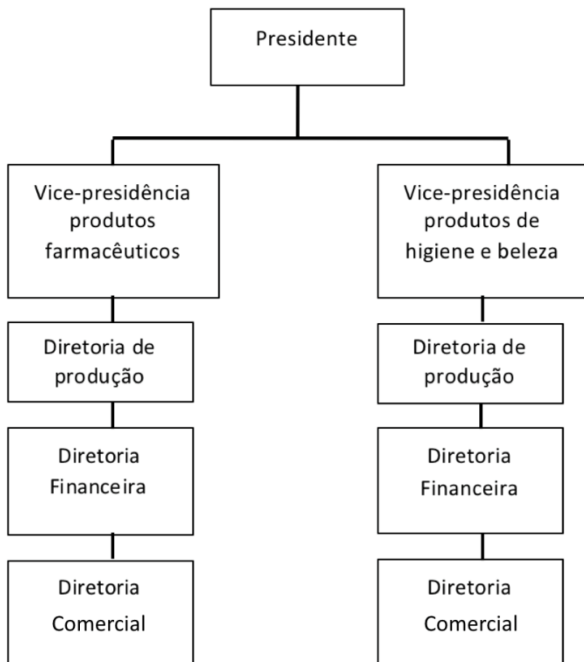 Presidente
Vice-presidência
produtos
farmacêuticos
Diretoria de
produção
Diretoria
Financeira
Diretoria
Comercial
Vice-presidência
produtos de
higiene e beleza
Diretoria de
produção
Diretoria
Financeira
Diretoria
Comercial